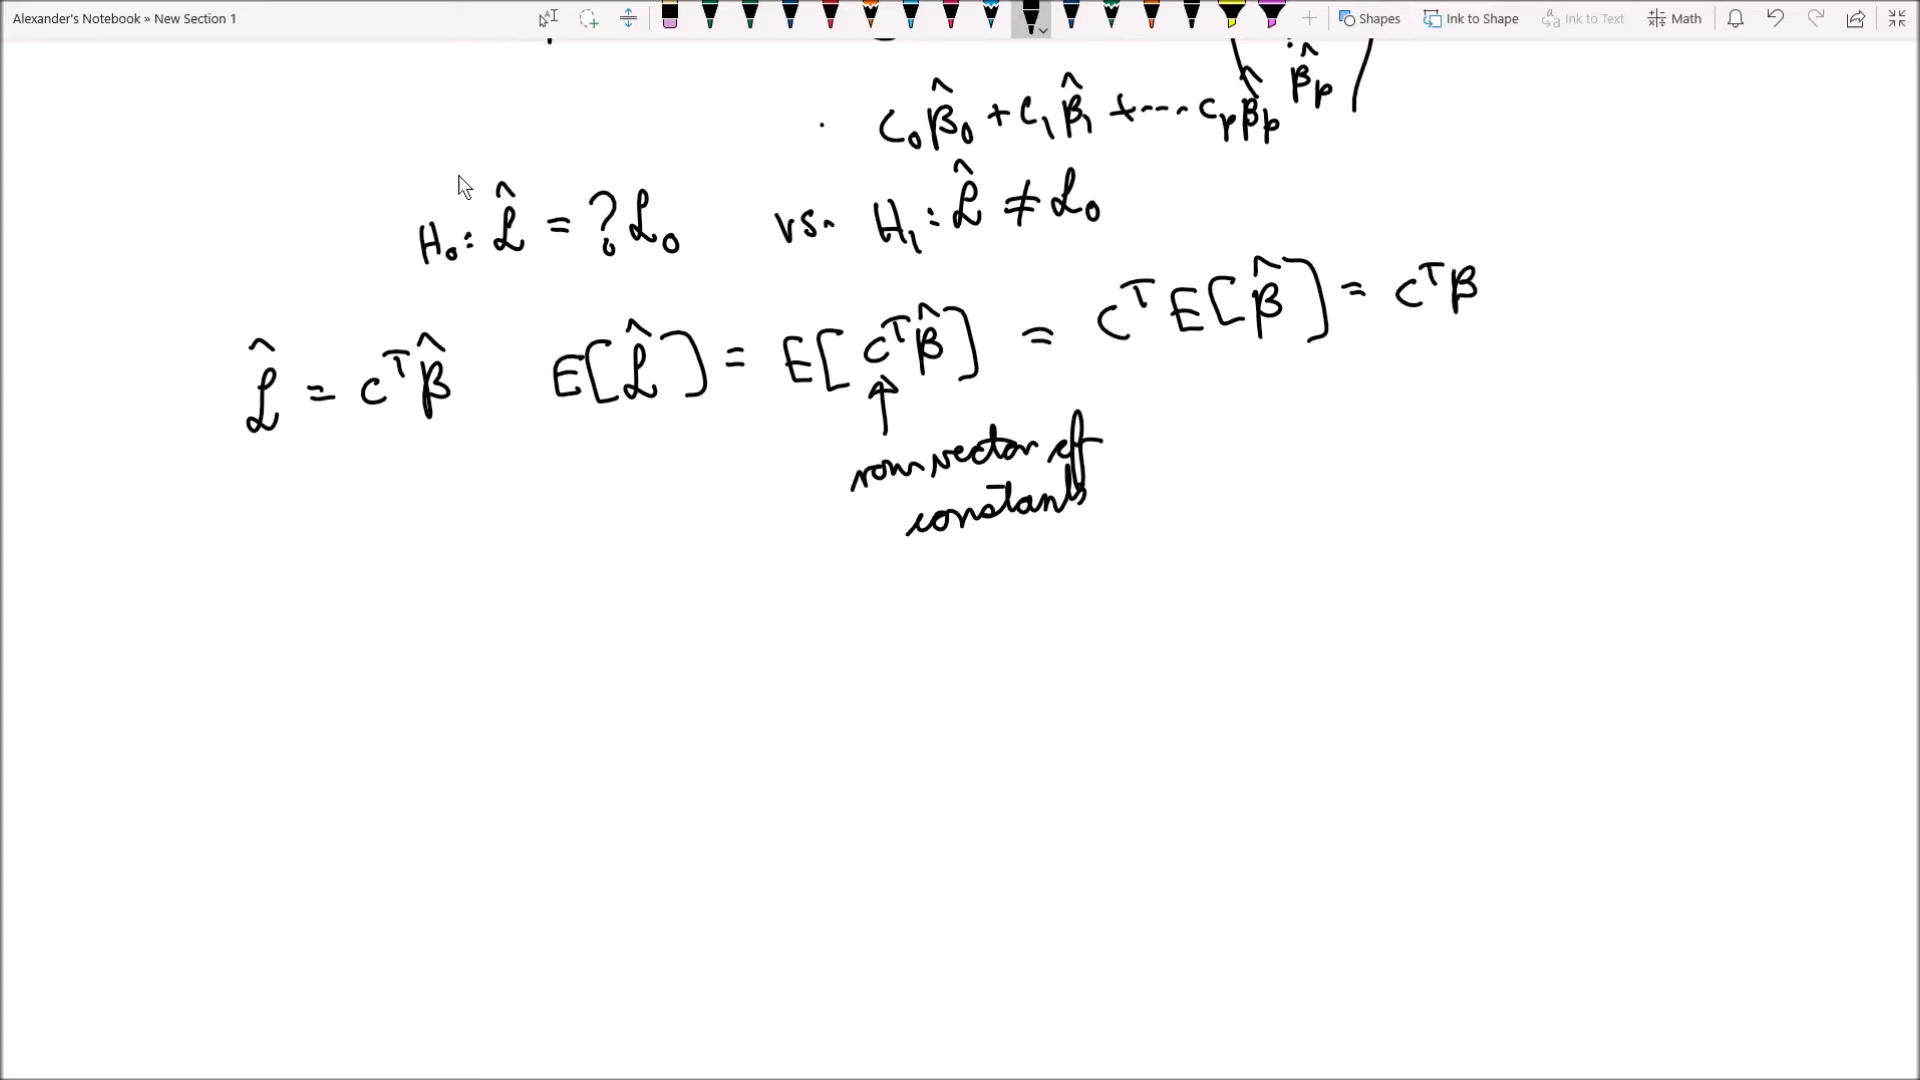 Alexander's Notebook » New Section 1
Shapes Ink to Shape Ink to Text Math
β̂p
C₀β̂₀ + C₁β̂₁ + ---- cpβ̂p
H₀: ℒ̂ = ? ℒ₀ vs. H₁: ℒ̂ ≠ ℒ₀
ℒ̂ = cᵀβ̂ E[ℒ̂] = E[cᵀβ̂] = cᵀE[β̂] = cᵀβ
↑
row vector of
constants